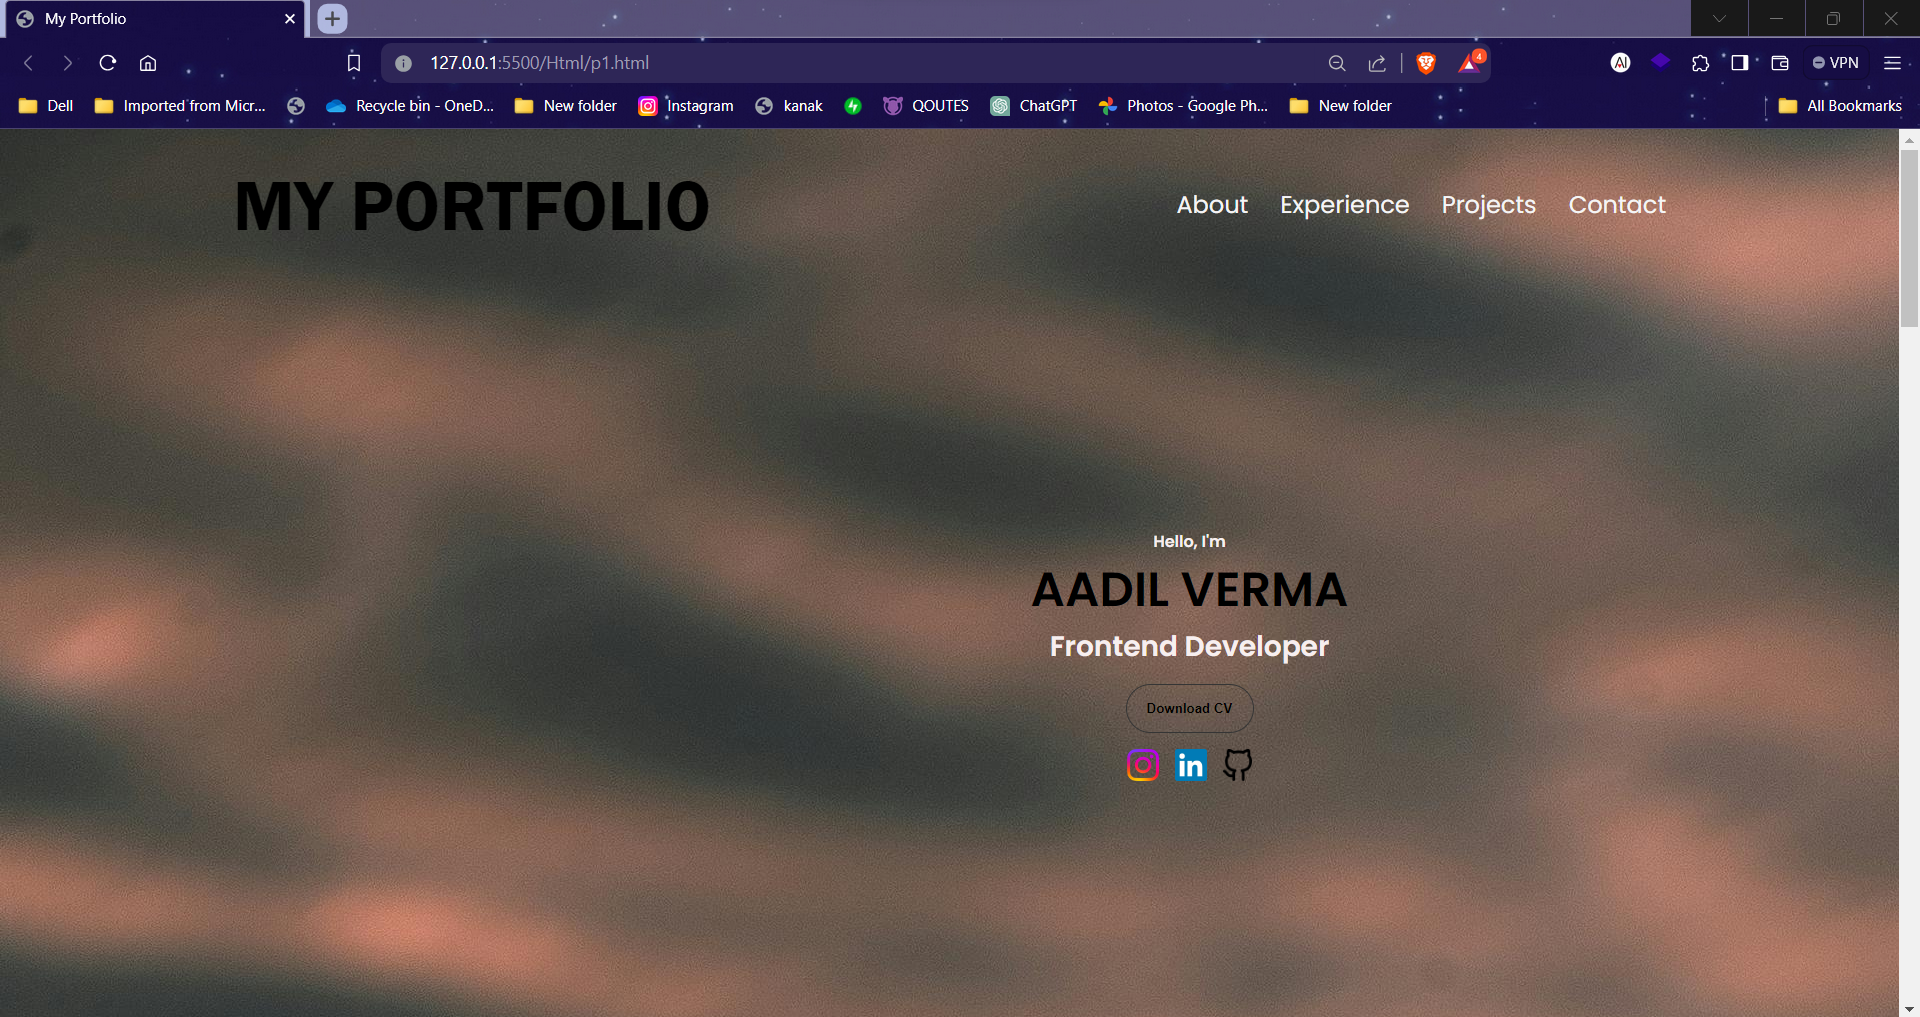 My Portfolio
127.0.0.1:5500/Html/p1.html
4
AI
VPN
Dell
Imported from Micr...
Recycle bin - OneD...
New folder
Instagram
kanak
QOUTES
ChatGPT
Photos - Google Ph...
New folder
All Bookmarks
MY PORTFOLIO
About
Experience
Projects
Contact
Hello, I'm
AADIL VERMA
Frontend Developer
Download CV
in